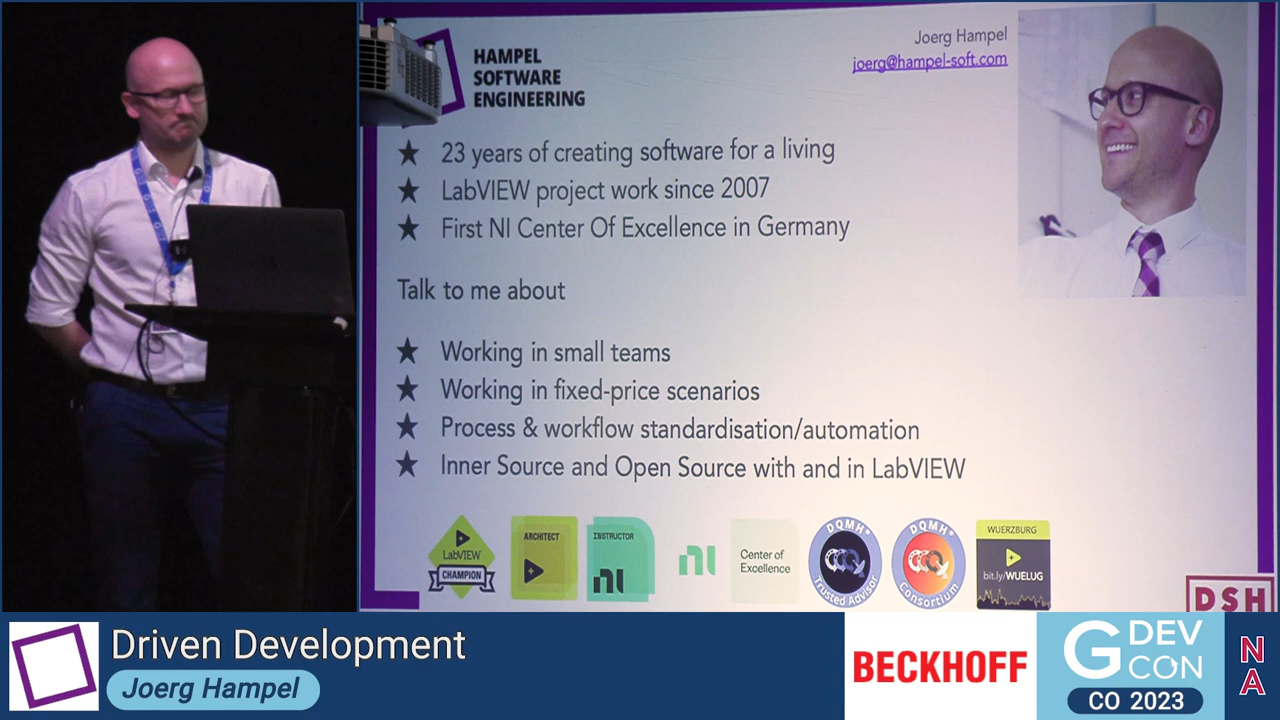 HAMPEL
SOFTWARE
ENGINEERING
Joerg Hampel
joerg@hampel-soft.com
★ 23 years of creating software for a living
★ LabVIEW project work since 2007
★ First NI Center Of Excellence in Germany
Talk to me about
★ Working in small teams
★ Working in fixed-price scenarios
★ Process & workflow standardisation/automation
★ Inner Source and Open Source with and in LabVIEW
LabVIEW
CHAMPION
ARCHITECT
INSTRUCTOR
ni
ni
Center of
Excellence
DQMH®
Trusted Advisor
DQMH®
Consortium
WUERZBURG
bit.ly/WUELUG
DSH
Driven Development
Joerg Hampel
BECKHOFF
G DEV
CON
CO 2023
NA